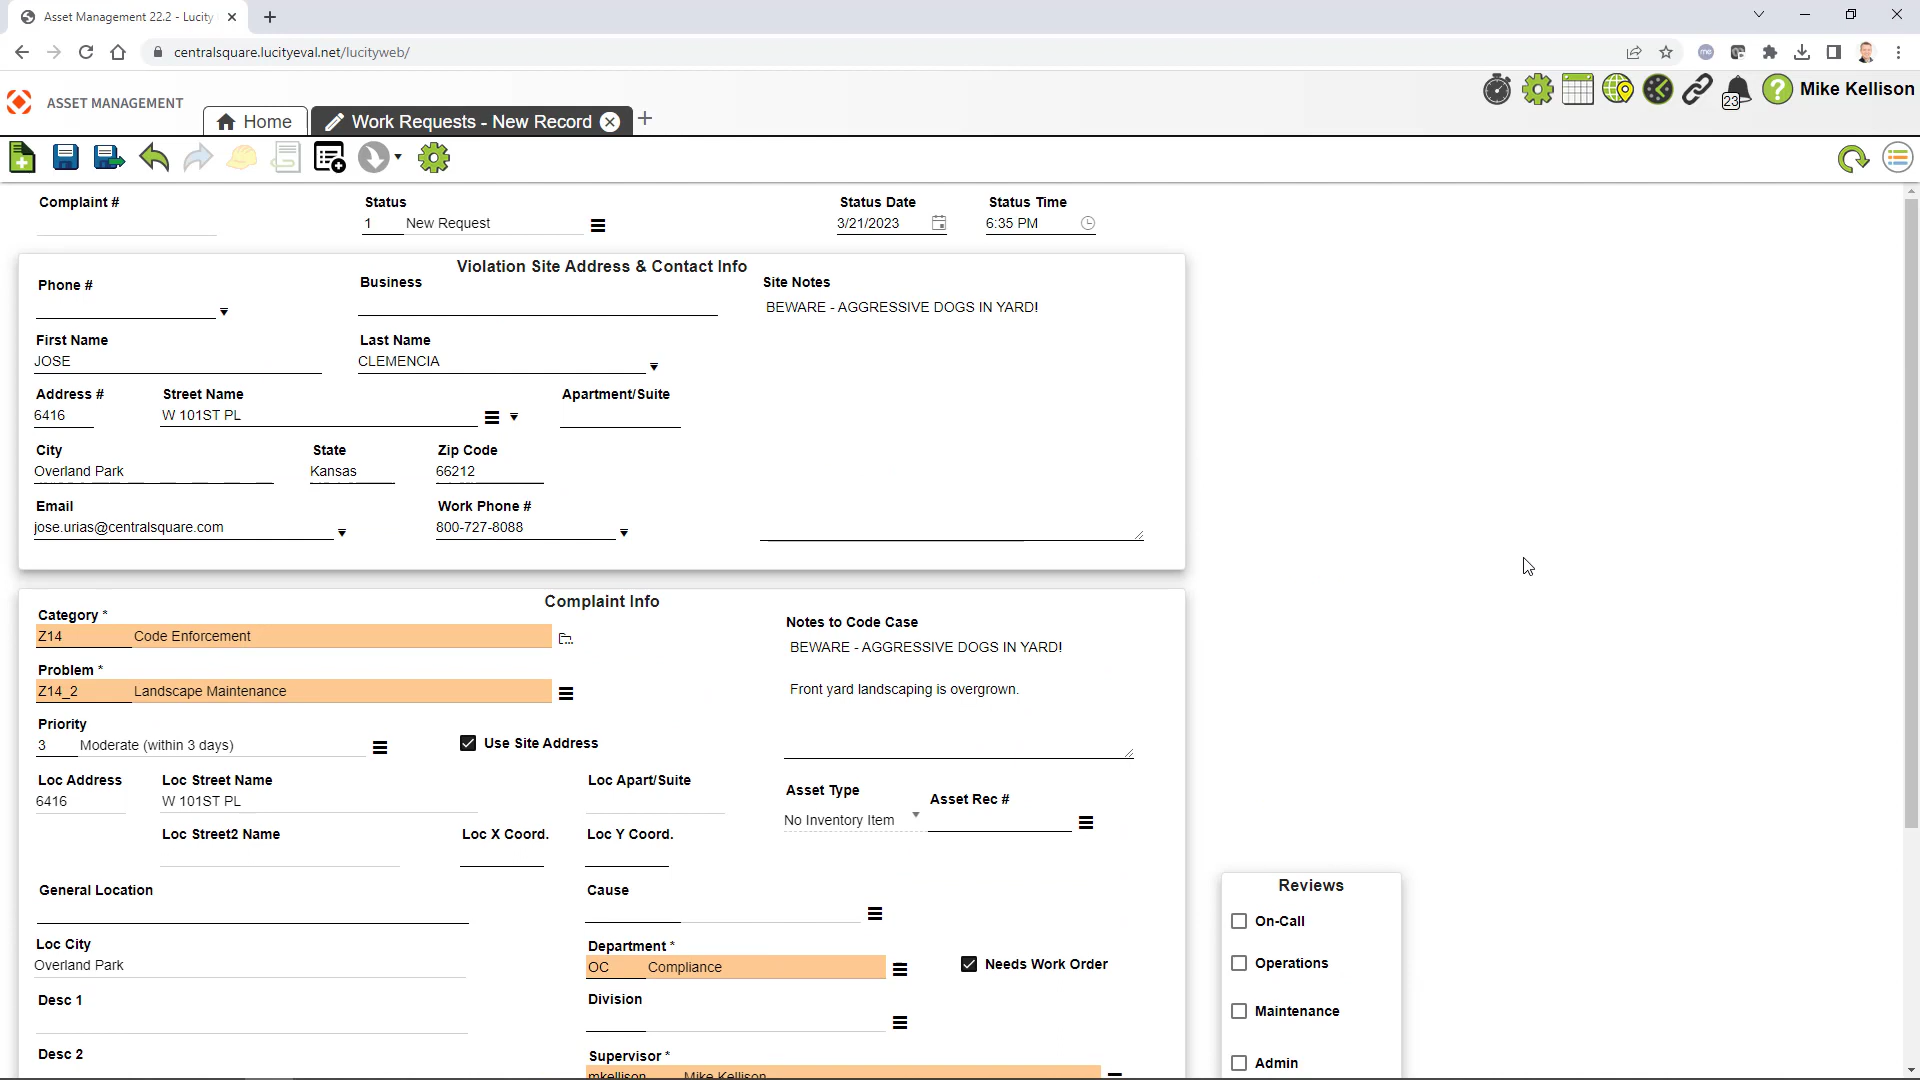 Asset Management 22.2 - Lucity
centralsquare.lucityeval.net/lucityweb/
me
ASSET MANAGEMENT
Home
Work Requests - New Record
23
Mike Kellison
Complaint #
Status
Status Date
Status Time
1 New Request
3/21/2023
6:35 PM
Violation Site Address & Contact Info
Phone #
Business
Site Notes
BEWARE - AGGRESSIVE DOGS IN YARD!
First Name
Last Name
JOSE
CLEMENCIA
Address #
Street Name
Apartment/Suite
6416
W 101ST PL
City
State
Zip Code
Overland Park
Kansas
66212
Email
Work Phone #
jose.urias@centralsquare.com
800-727-8088
Complaint Info
Category *
Z14 Code Enforcement
Notes to Code Case
BEWARE - AGGRESSIVE DOGS IN YARD!
Front yard landscaping is overgrown.
Problem *
Z14_2 Landscape Maintenance
Priority
3 Moderate (within 3 days)
Use Site Address
Loc Address
Loc Street Name
Loc Apart/Suite
6416
W 101ST PL
Asset Type
Asset Rec #
No Inventory Item
Loc Street2 Name
Loc X Coord.
Loc Y Coord.
General Location
Cause
Loc City
Overland Park
Department *
OC Compliance
Needs Work Order
Desc 1
Division
Desc 2
Supervisor *
mkellison Mike Kellison
Reviews
On-Call
Operations
Maintenance
Admin